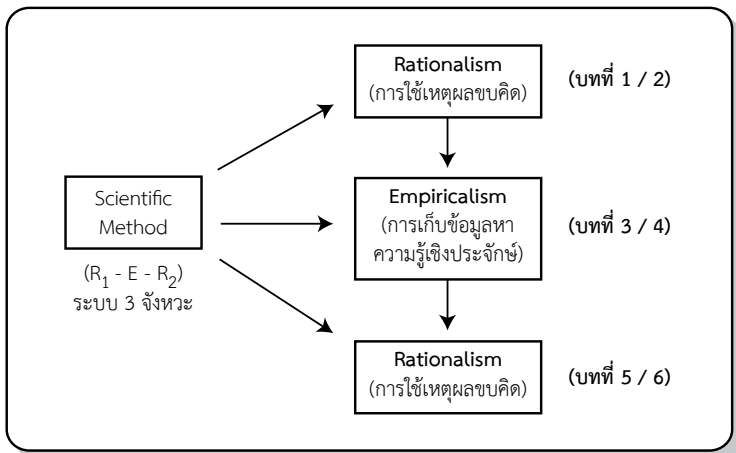 Rationalism
(การใช้เหตุผลขบคิด)
(บทที่ 1 / 2)
Scientific
Method
(R₁ - E - R₂)
ระบบ 3 จังหวะ
Empiricalism
(การเก็บข้อมูลหา
ความรู้เชิงประจักษ์)
(บทที่ 3 / 4)
Rationalism
(การใช้เหตุผลขบคิด)
(บทที่ 5 / 6)